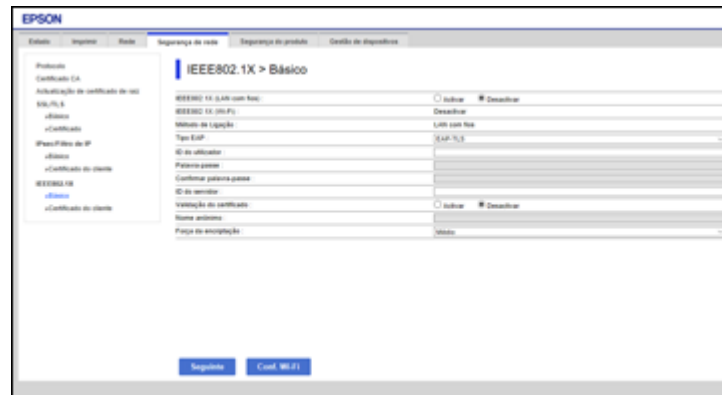 EPSON
Estado Imprimir Rede Segurança de rede Segurança do produto Gestão de dispositivos
Protocolo
Certificado CA
Actualização de certificado de raiz
SSL/TLS
»Básico
»Certificado
IPsec/Filtro de IP
»Básico
»Certificado do cliente
IEEE802.1X
»Básico
»Certificado do cliente
IEEE802.1X > Básico
IEEE802.1X (LAN com fios) : Activar Desactivar
IEEE802.1X (Wi-Fi) : Desactivar
Método de Ligação : LAN com fios
Tipo EAP : EAP-TLS
ID do utilizador :
Palavra-passe :
Confirmar palavra-passe :
ID do servidor :
Validação do certificado : Activar Desactivar
Nome anónimo :
Força da encriptação : Médio
Seguinte Conf. Wi-Fi